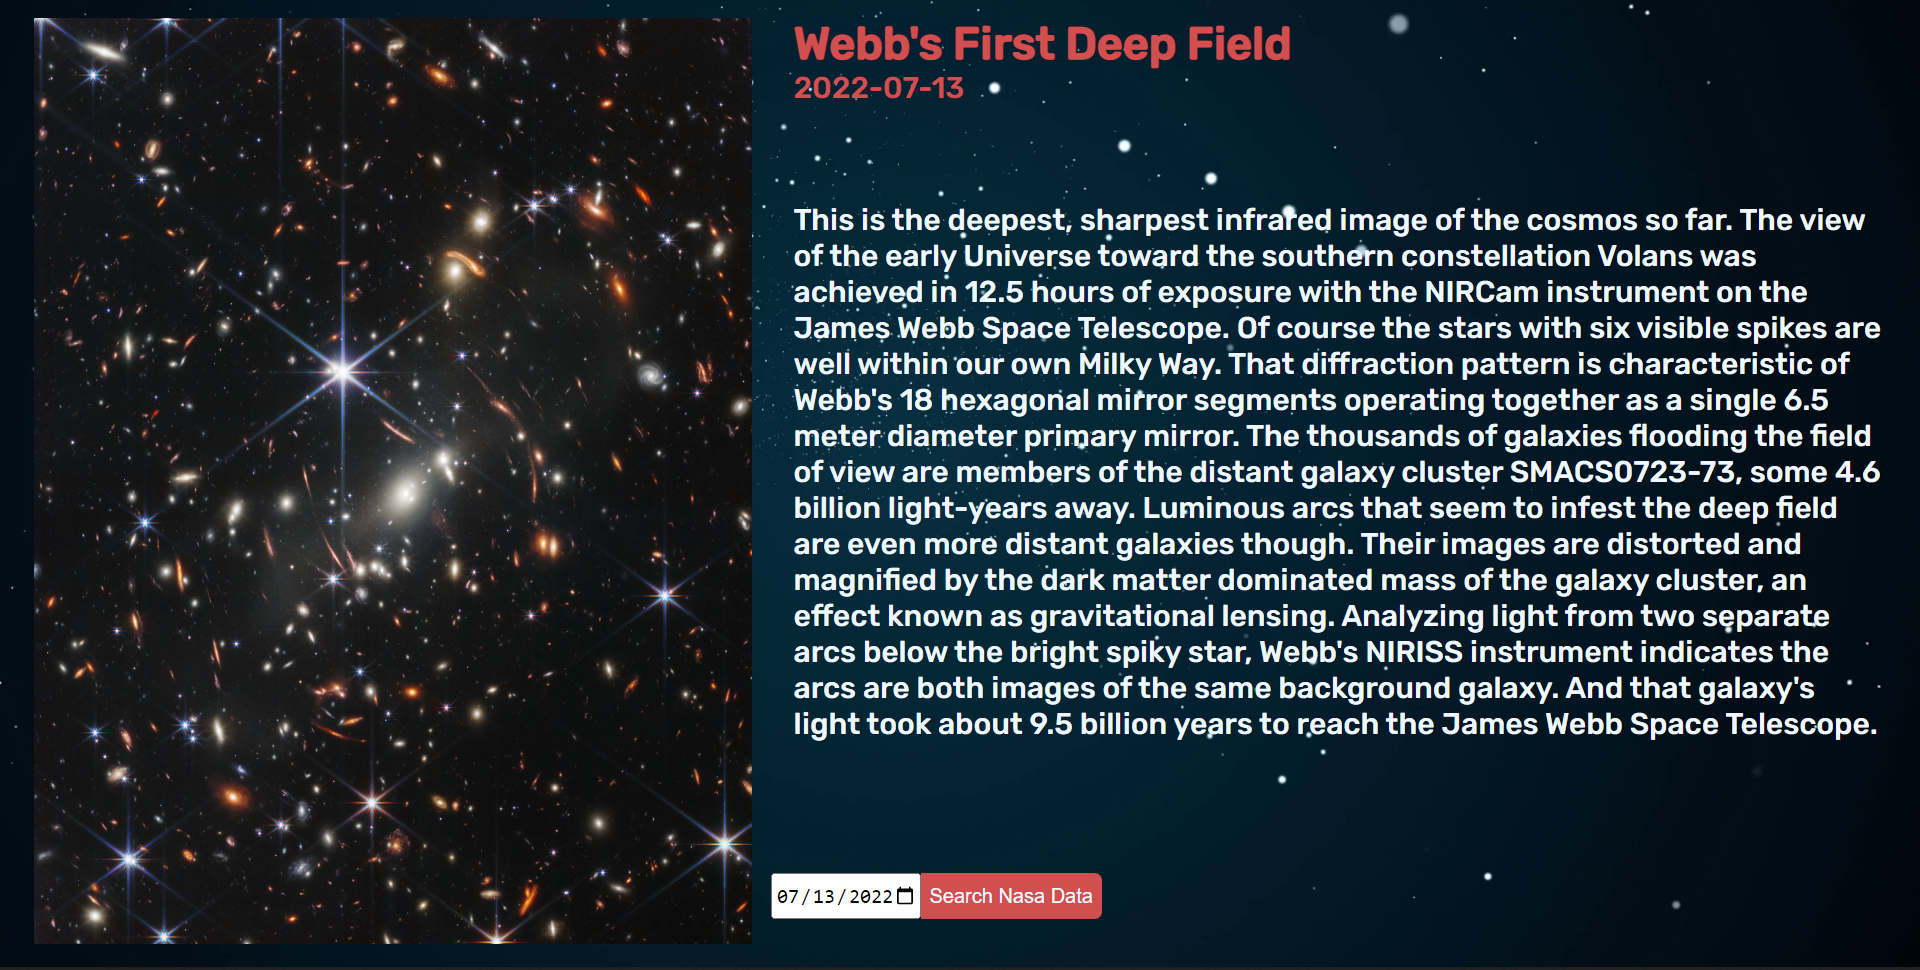 Webb's First Deep Field
2022-07-13
This is the deepest, sharpest infrared image of the cosmos so far. The view
of the early Universe toward the southern constellation Volans was
achieved in 12.5 hours of exposure with the NIRCam instrument on the
James Webb Space Telescope. Of course the stars with six visible spikes are
well within our own Milky Way. That diffraction pattern is characteristic of
Webb's 18 hexagonal mirror segments operating together as a single 6.5
meter diameter primary mirror. The thousands of galaxies flooding the field
of view are members of the distant galaxy cluster SMACS0723-73, some 4.6
billion light-years away. Luminous arcs that seem to infest the deep field
are even more distant galaxies though. Their images are distorted and
magnified by the dark matter dominated mass of the galaxy cluster, an
effect known as gravitational lensing. Analyzing light from two separate
arcs below the bright spiky star, Webb's NIRISS instrument indicates the
arcs are both images of the same background galaxy. And that galaxy's
light took about 9.5 billion years to reach the James Webb Space Telescope.
07/13/2022 Search Nasa Data